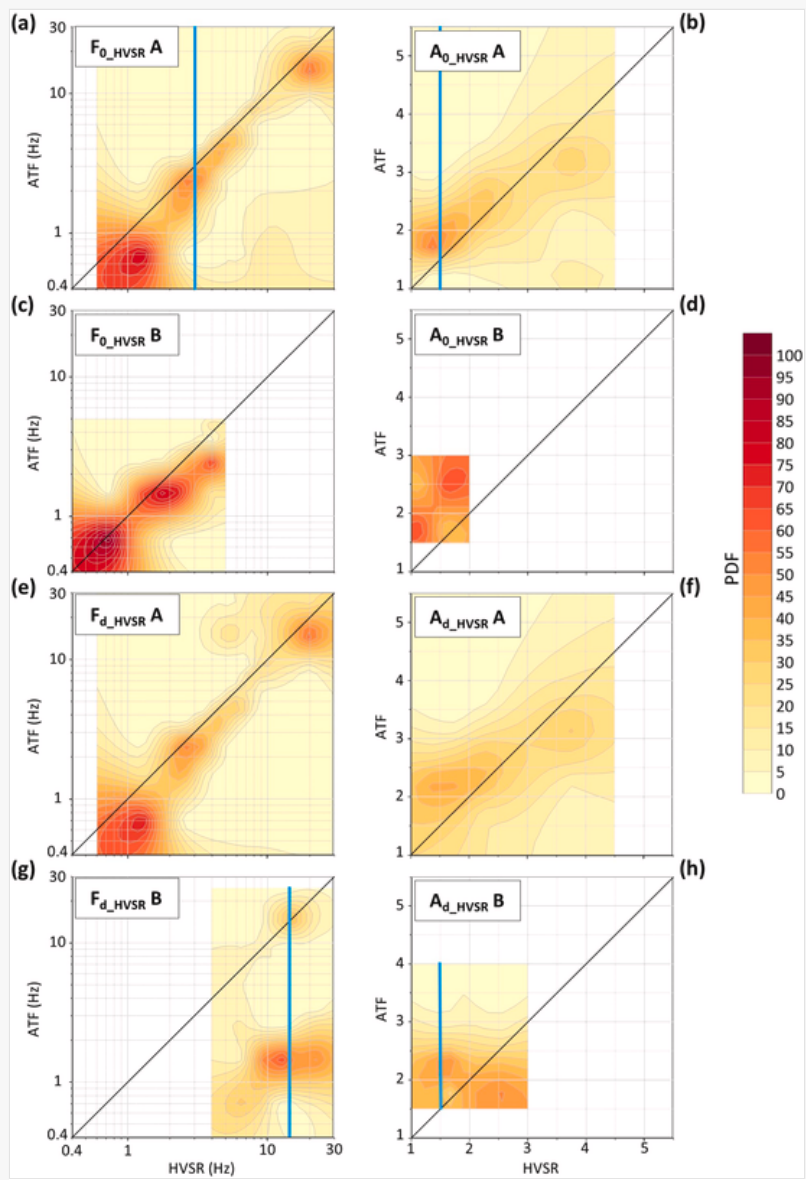 (a)
F0_HVSR A
30
10
1
0.4
ATF (Hz)
1
10
(b)
A0_HVSR A
5
4
3
2
1
ATF
(c)
F0_HVSR B
30
10
1
0.4
ATF (Hz)
(d)
A0_HVSR B
5
4
3
2
1
ATF
(e)
Fd_HVSR A
30
10
1
0.4
ATF (Hz)
(f)
Ad_HVSR A
5
4
3
2
1
ATF
(g)
Fd_HVSR B
30
10
1
0.4
ATF (Hz)
0.4 1 10 30
HVSR (Hz)
(h)
Ad_HVSR B
5
4
3
2
1
ATF
1 2 3 4 5
HVSR
PDF
100
95
90
85
80
75
70
65
60
55
50
45
40
35
30
25
20
15
10
5
0